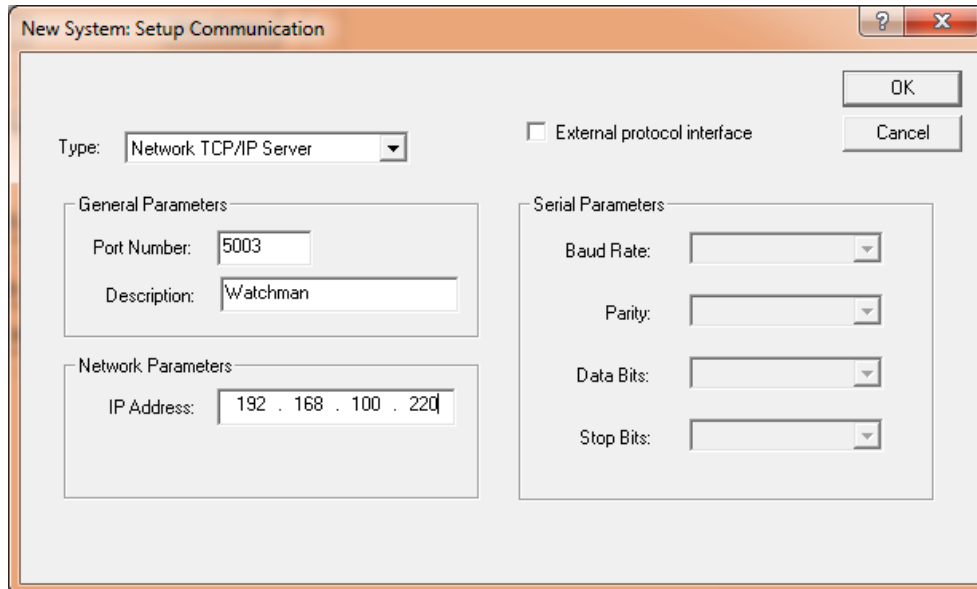 New System: Setup Communication
? X
OK
Type: Network TCP/IP Server
External protocol interface
Cancel
General Parameters
Port Number: 5003
Description: Watchman
Network Parameters
IP Address: 192 . 168 . 100 . 220
Serial Parameters
Baud Rate:
Parity:
Data Bits:
Stop Bits: